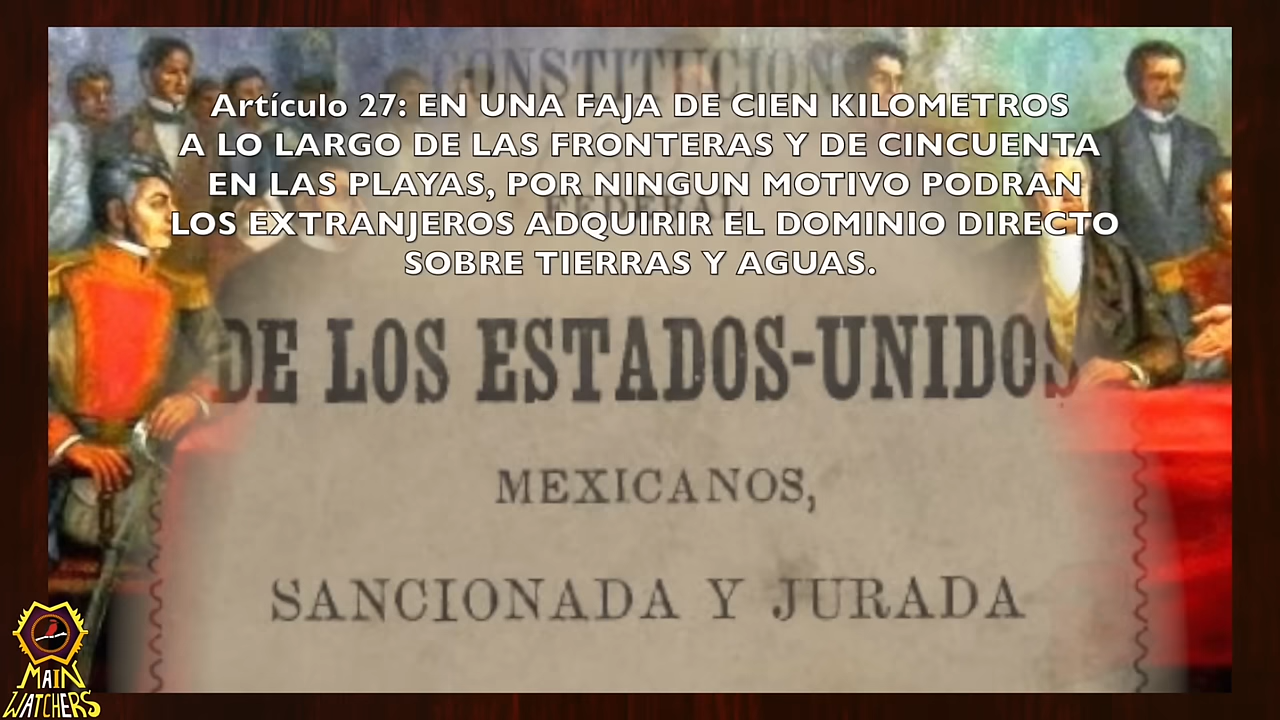 CONSTITUCION
Artículo 27: EN UNA FAJA DE CIEN KILOMETROS
A LO LARGO DE LAS FRONTERAS Y DE CINCUENTA
EN LAS PLAYAS, POR NINGUN MOTIVO PODRAN
LOS EXTRANJEROS ADQUIRIR EL DOMINIO DIRECTO
SOBRE TIERRAS Y AGUAS.
FEDERAL
DE LOS ESTADOS-UNIDOS
MEXICANOS,
SANCIONADA Y JURADA
MAIN
WATCHERS